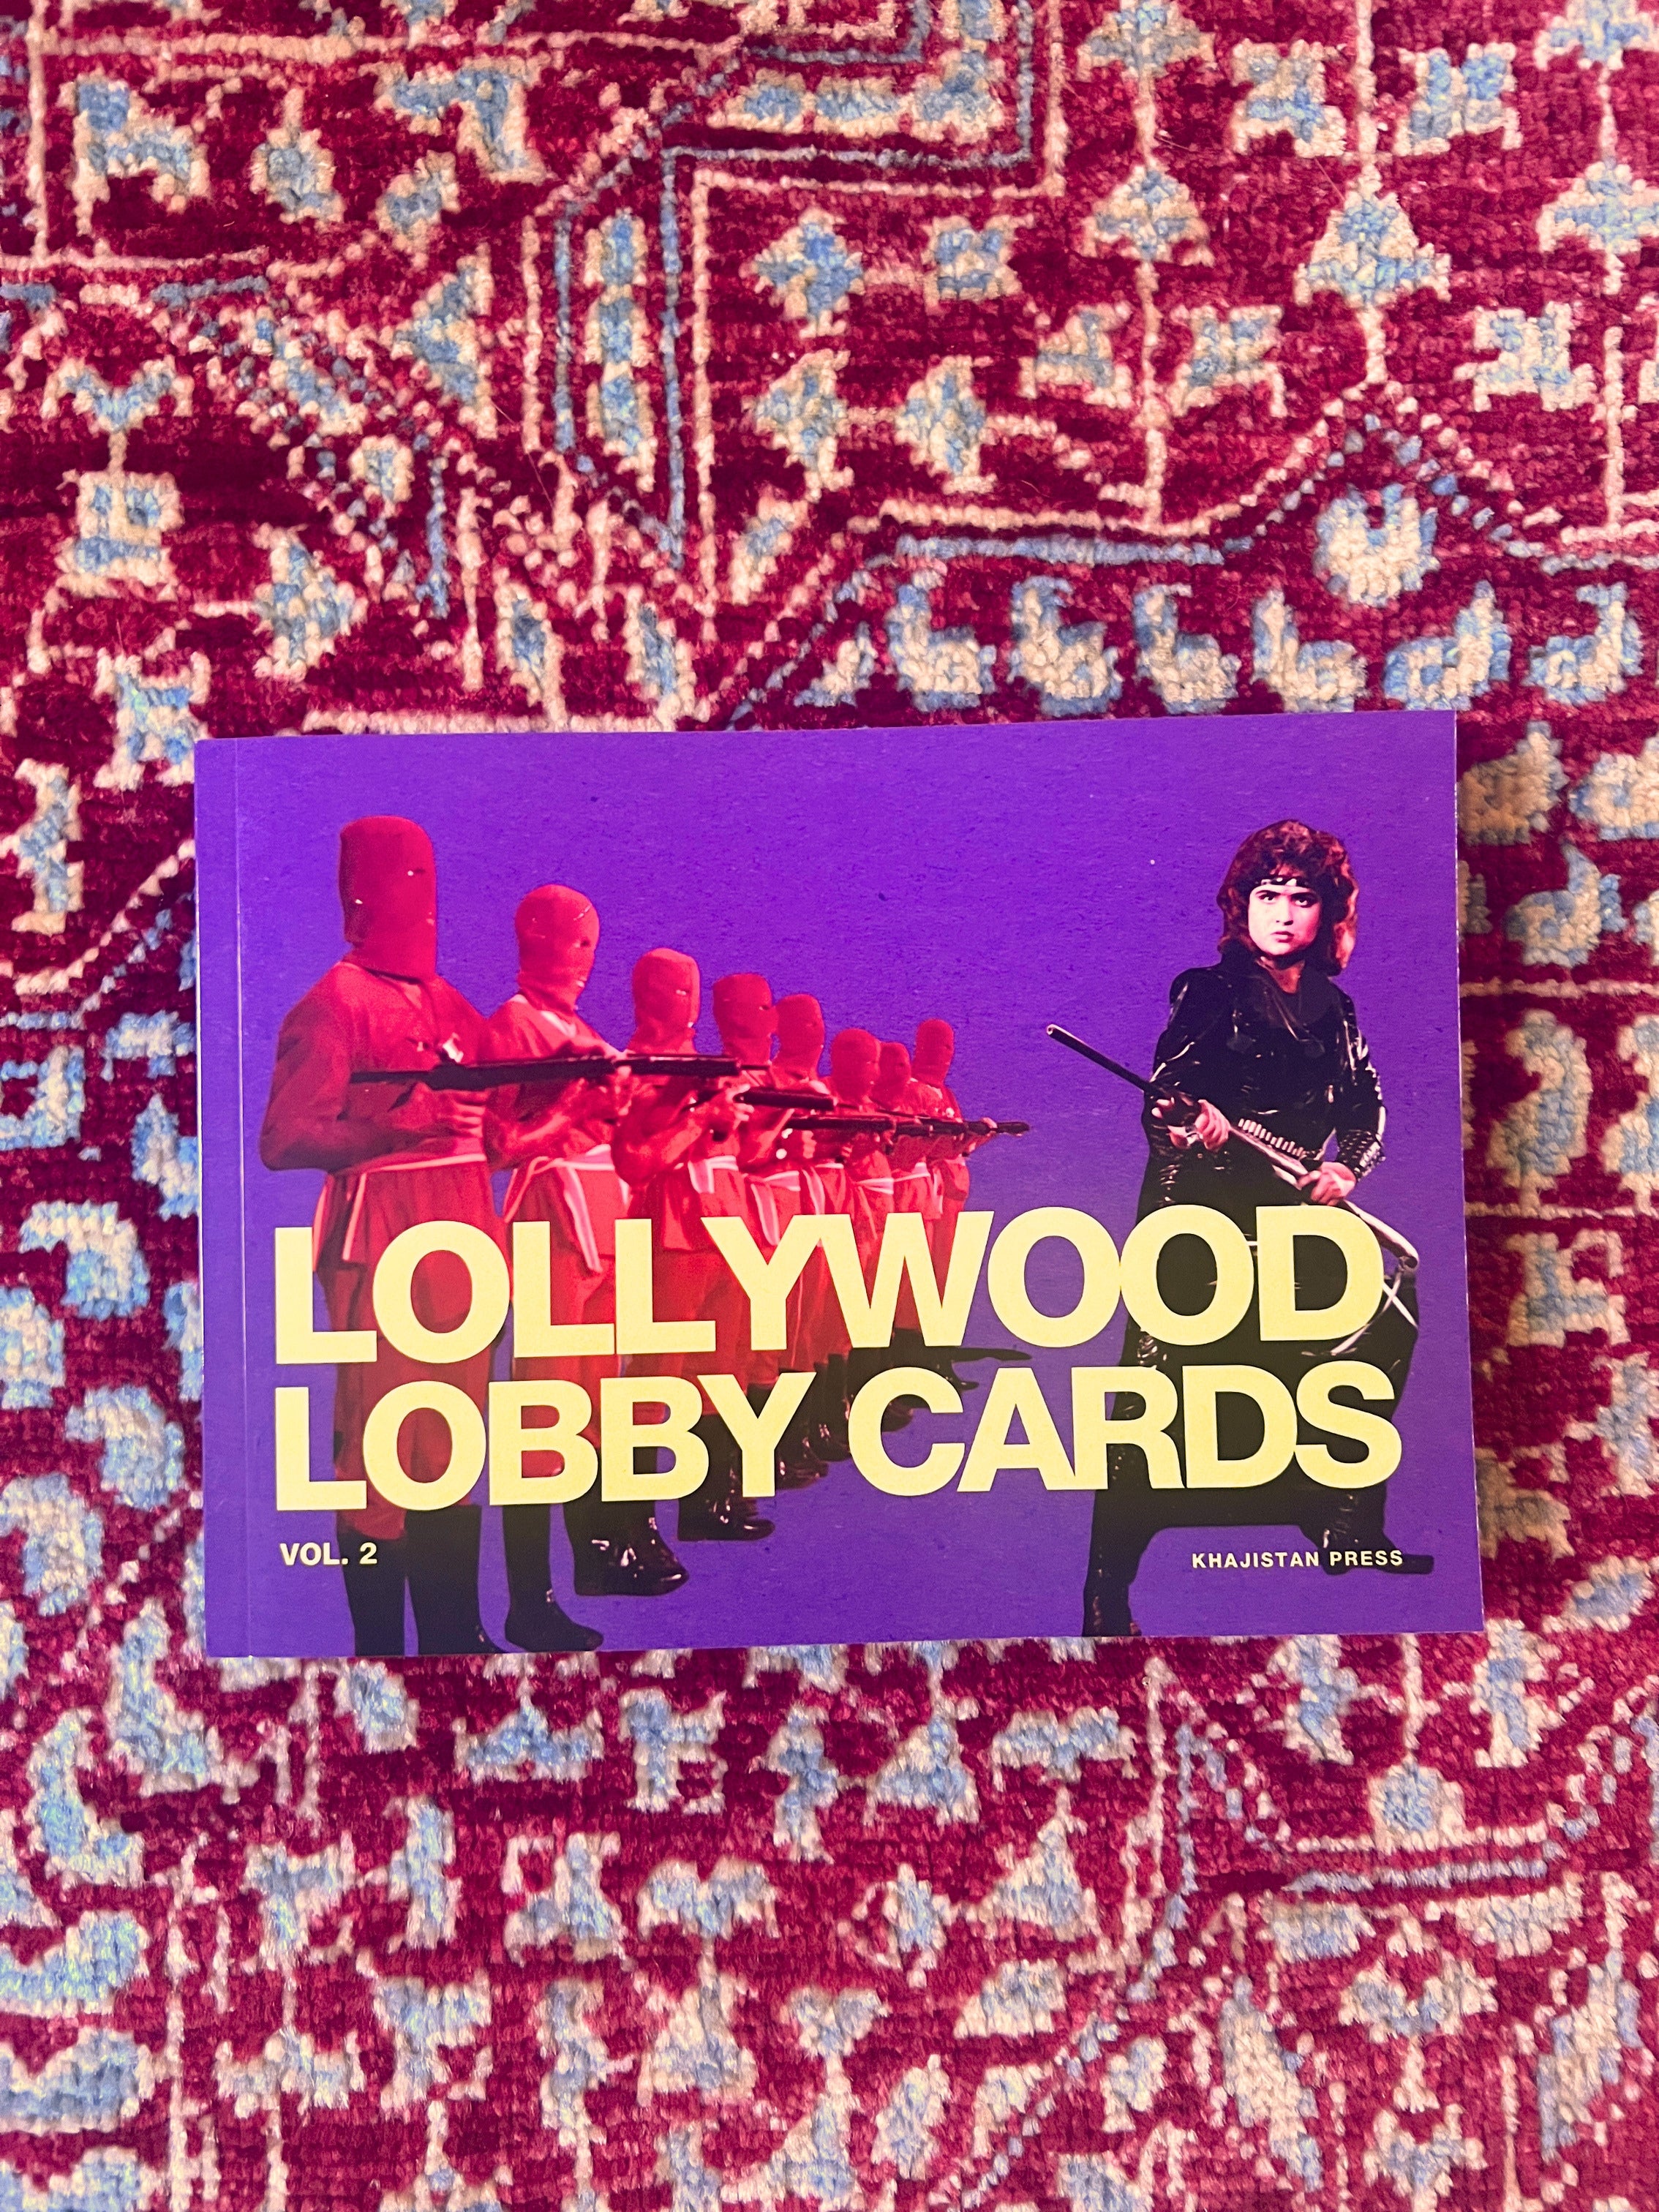 LOLLYWOOD
LOBBY CARDS
VOL. 2
KHAJISTAN PRESS